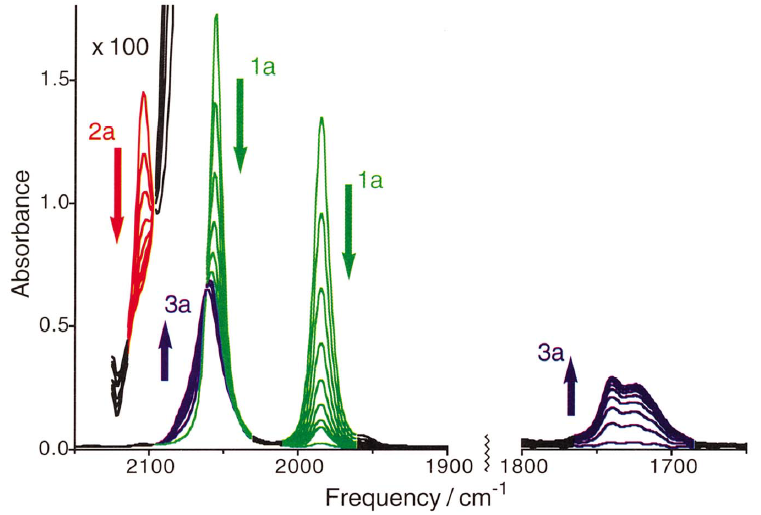 x 100
1a
1.5
2a
1a
1.0
Absorbance
3a
0.5
3a
0.0
2100 2000 1900 1800 1700
Frequency / cm⁻¹